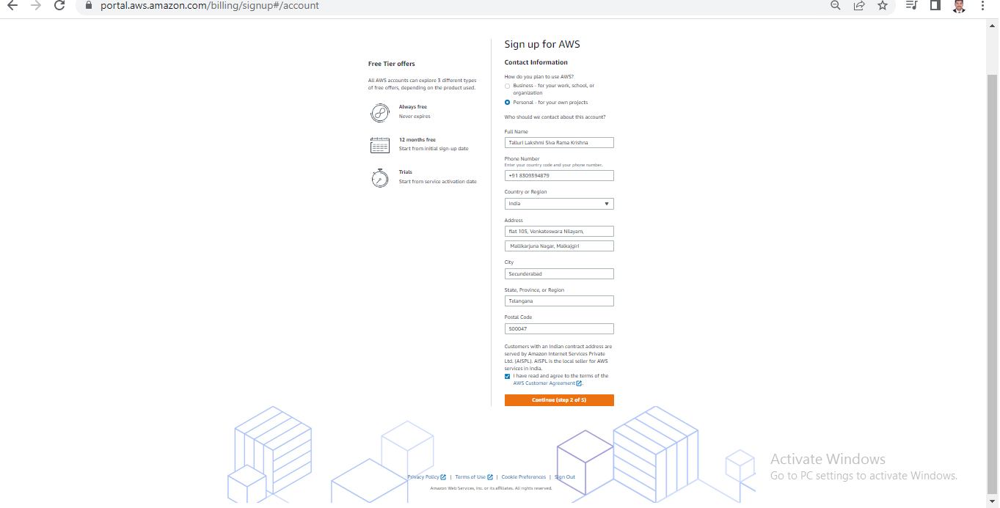 portal.aws.amazon.com/billing/signup#/account
Free Tier offers
All AWS accounts can explore 3 different types
of free offers, depending on the product used.
Always free
Never expires
12 months free
Start from initial sign-up date
Trials
Start from service activation date
Sign up for AWS
Contact Information
How do you plan to use AWS?
Business - for your work, school, or
organization
Personal - for your own projects
Who should we contact about this account?
Full Name
Talluri Lakshmi Siva Rama Krishna
Phone Number
Enter your country code and your phone number.
+91 8309394879
Country or Region
India
Address
flat 105, Venkateswara Nilayam,
Mallikarjuna Nagar, Malkajgiri
City
Secunderabad
State, Province, or Region
Telangana
Postal Code
500047
Customers with an Indian contract address are
served by Amazon Internet Services Private
Ltd. (AISPL). AISPL is the local seller for AWS
services in India.
I have read and agree to the terms of the
AWS Customer Agreement.
Continue (step 2 of 5)
Privacy Policy | Terms of Use | Cookie Preferences | Sign Out
Amazon Web Services, Inc. or its affiliates. All rights reserved.
Activate Windows
Go to PC settings to activate Windows.